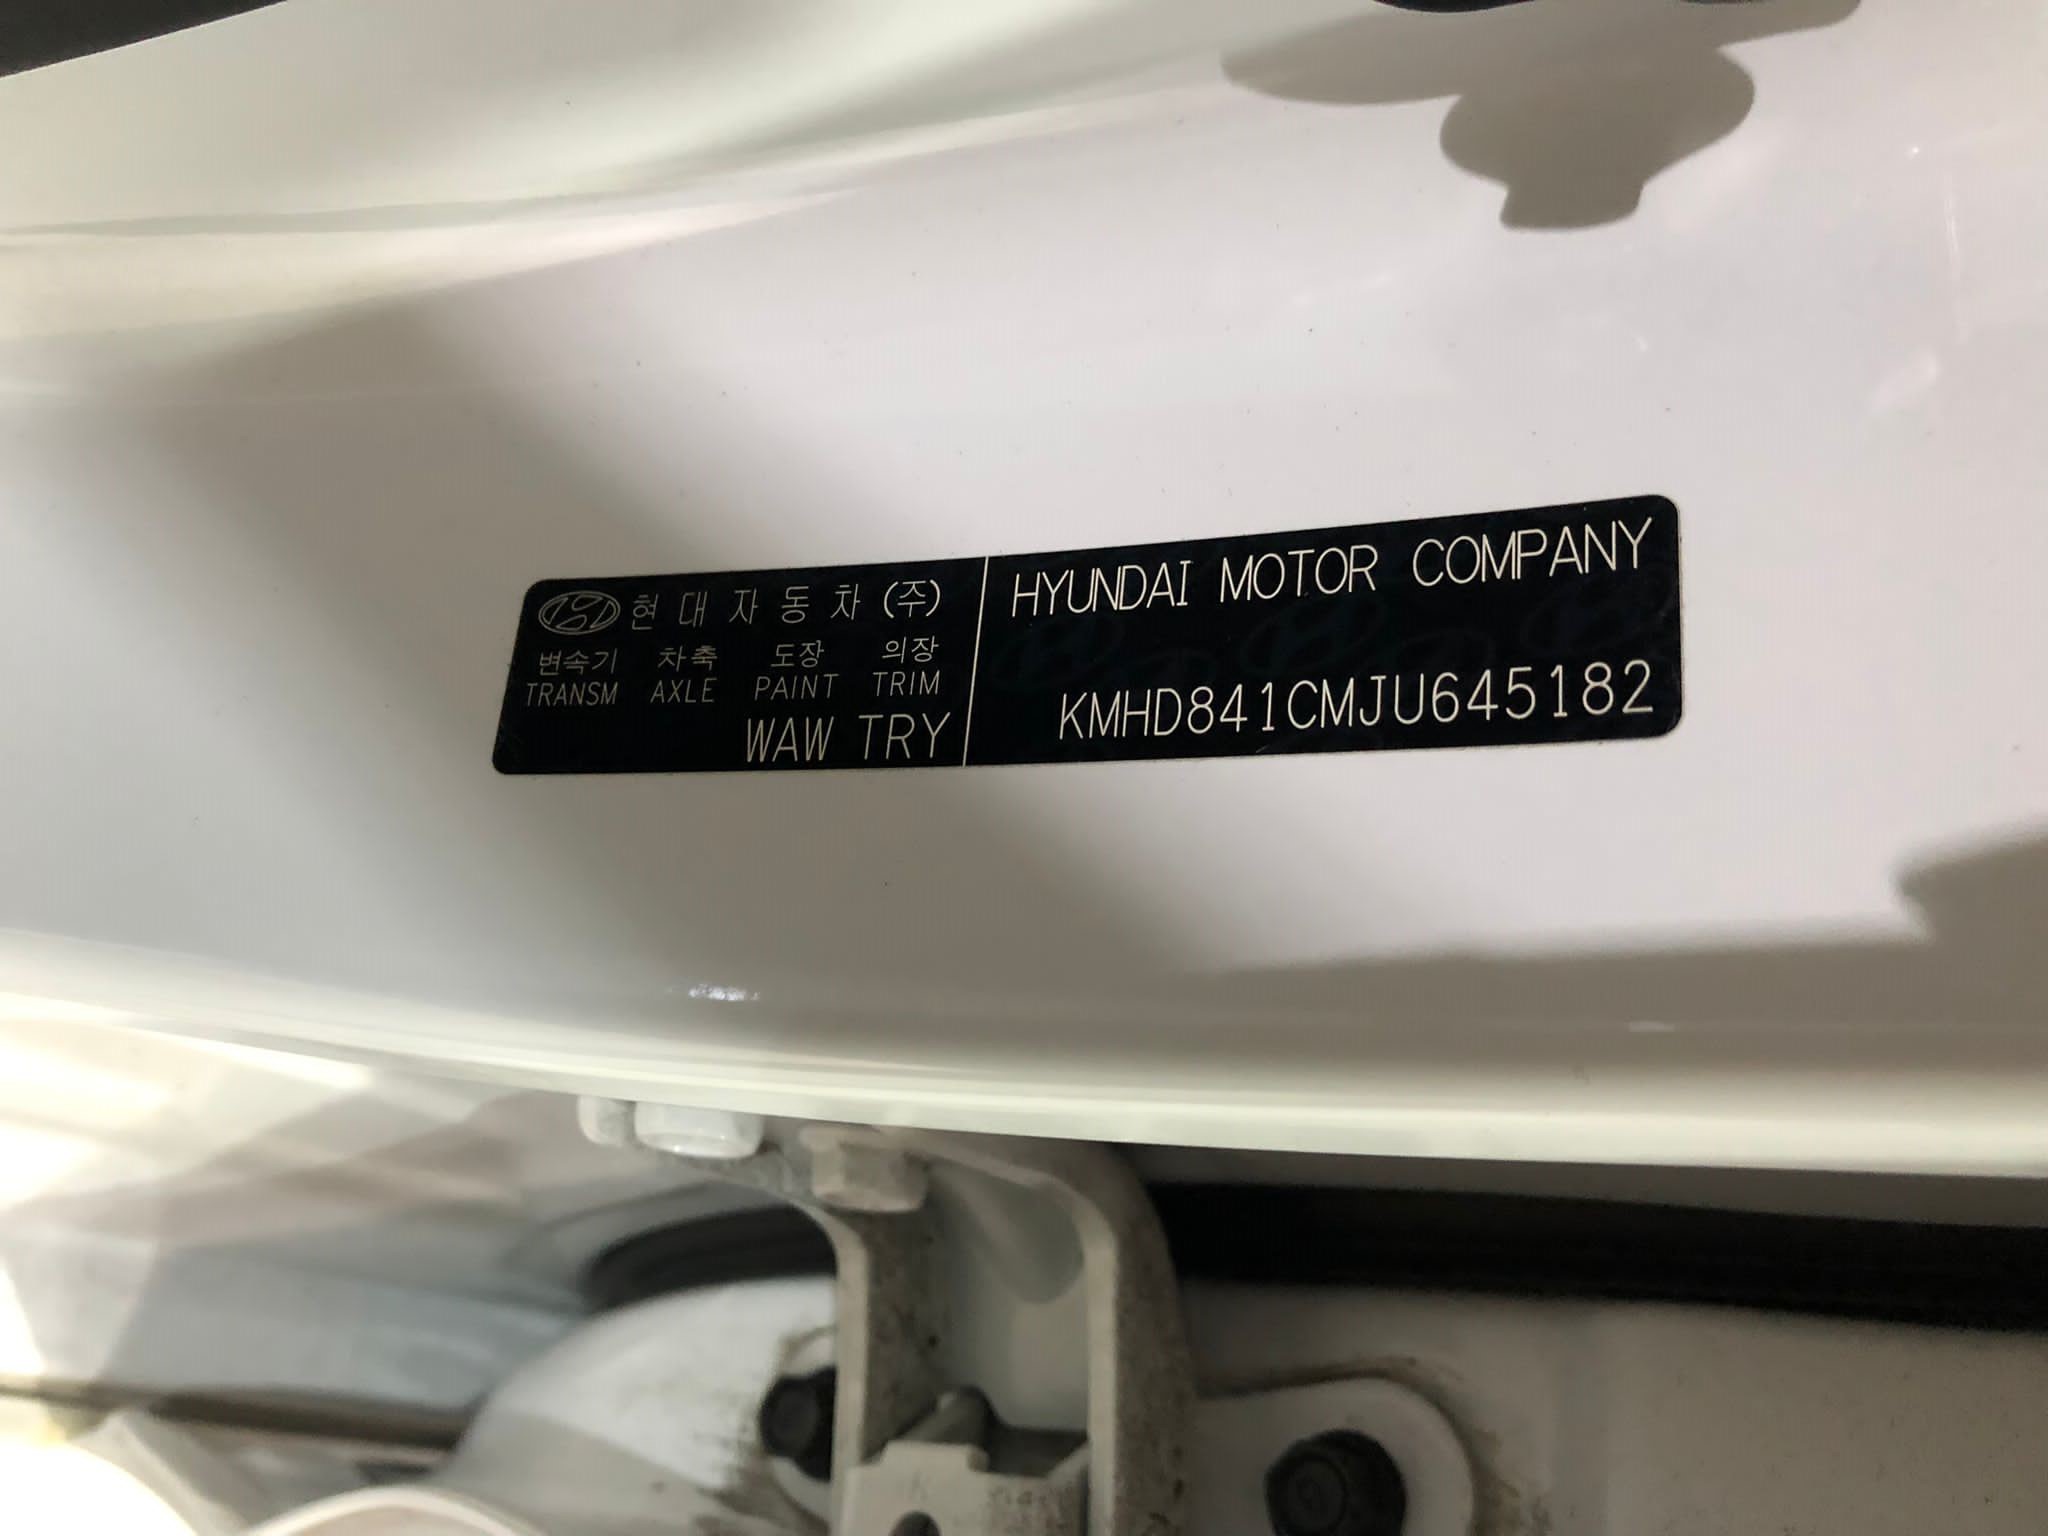 현대자동차(주)
변속기 차축 도장 의장
TRANSM AXLE PAINT TRIM
WAW TRY
HYUNDAI MOTOR COMPANY
KMHD841CMJU645182